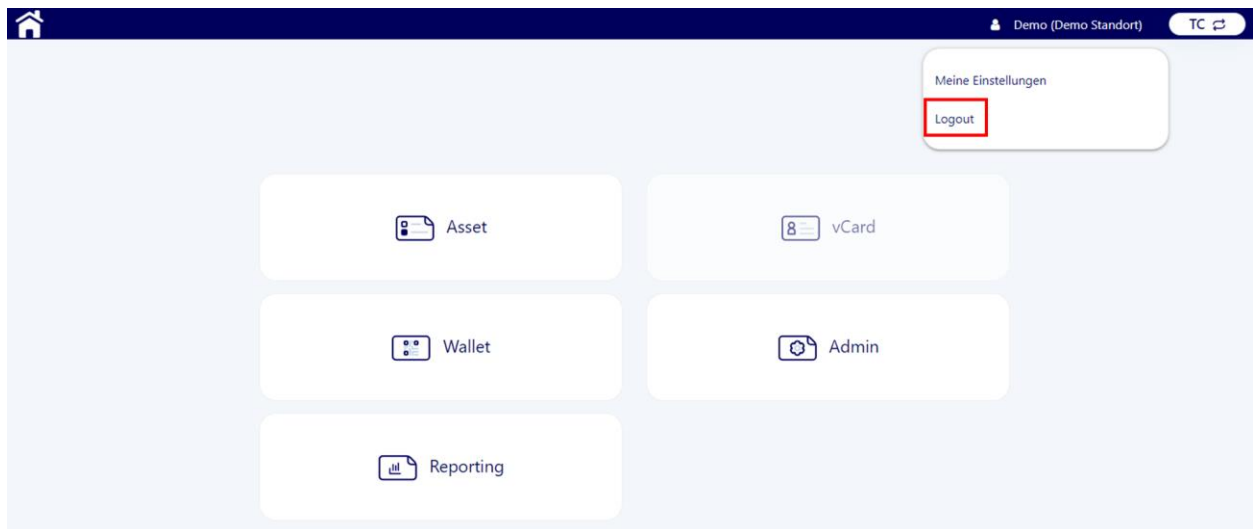 Demo (Demo Standort)
TC
Meine Einstellungen
Logout
Asset
vCard
Wallet
Admin
Reporting